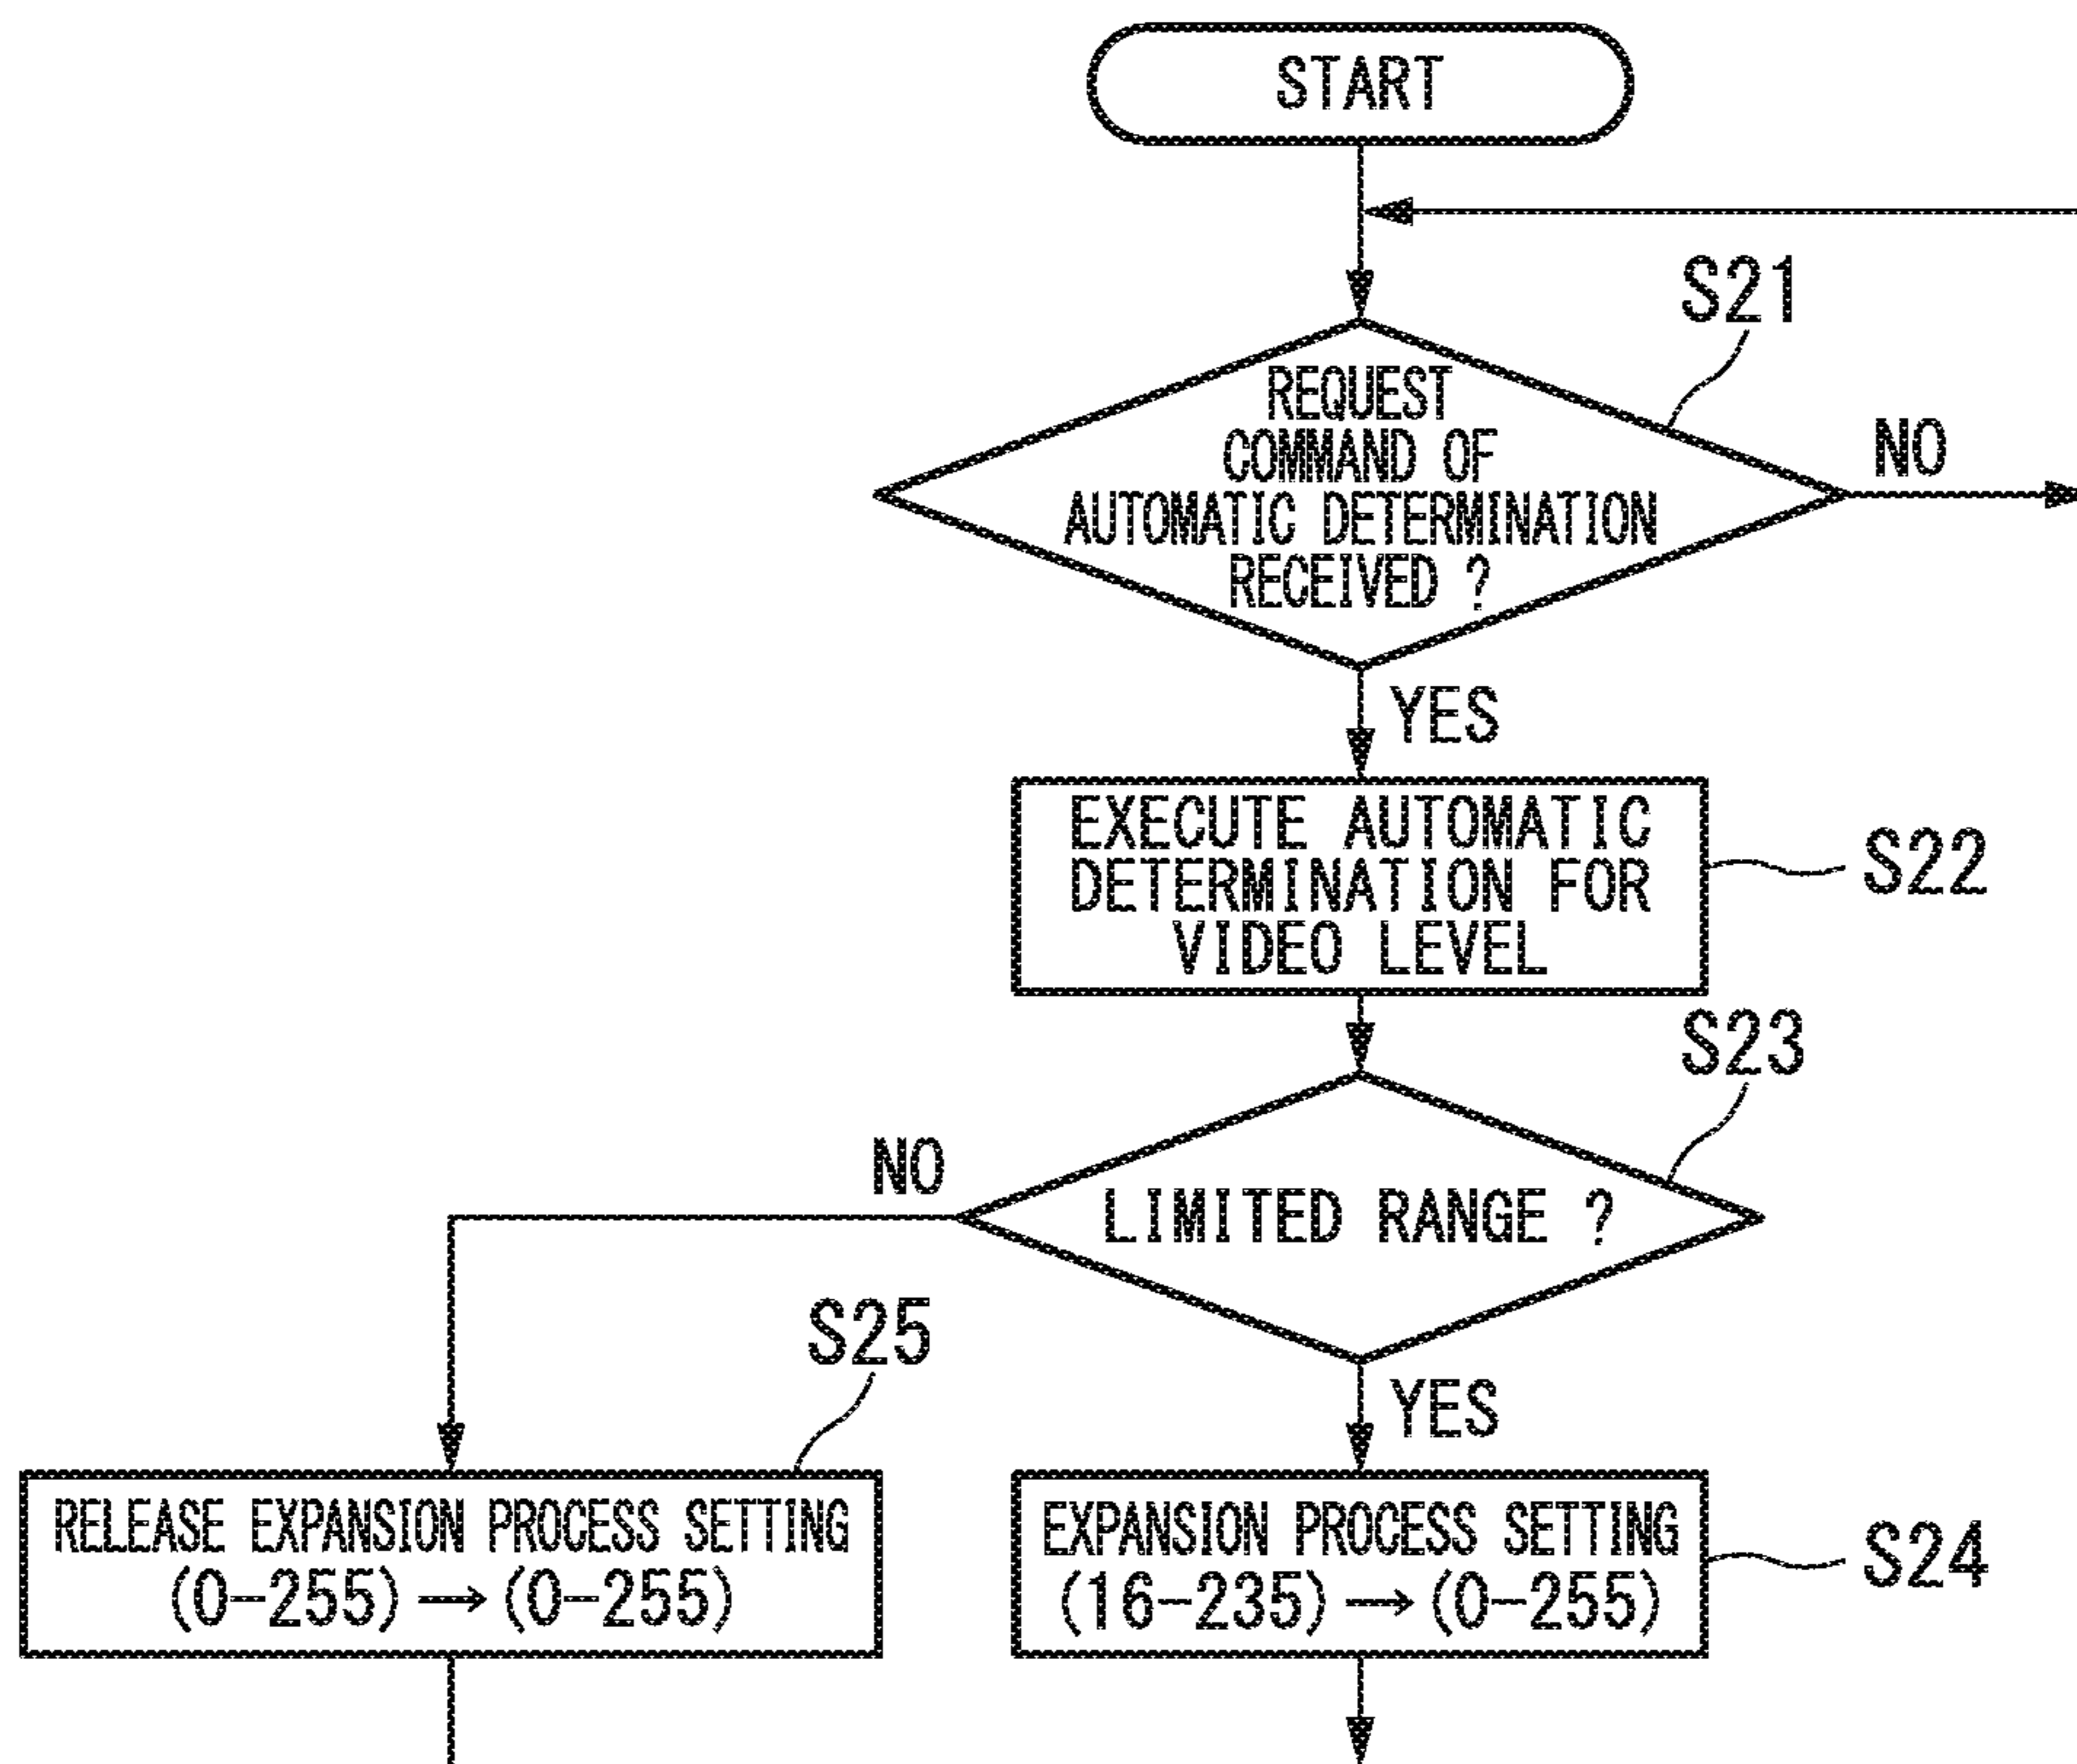 START
S21
REQUEST
COMMAND OF
AUTOMATIC DETERMINATION
RECEIVED ?
NO
YES
EXECUTE AUTOMATIC
DETERMINATION FOR
VIDEO LEVEL
S22
S23
LIMITED RANGE ?
NO
YES
S25
RELEASE EXPANSION PROCESS SETTING
(0-255)→(0-255)
EXPANSION PROCESS SETTING
(16-235)→(0-255)
S24